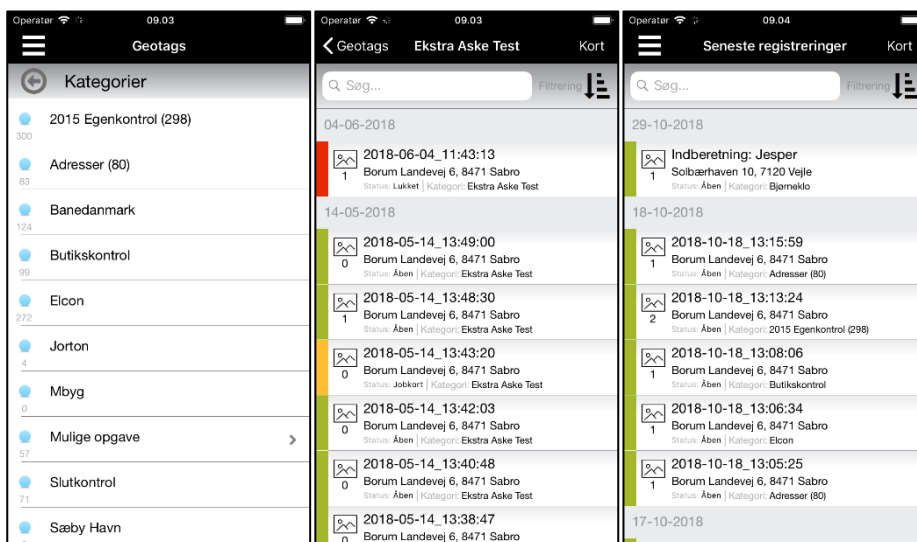 Operatør 09.03
Geotags
Kategorier
2015 Egenkontrol (298)
300
Adresser (80)
83
Banedanmark
124
Butikskontrol
99
Elcon
272
Jorton
4
Mbyg
0
Mulige opgave
57
Slutkontrol
71
Sæby Havn
Operatør 09.03
Geotags Ekstra Aske Test Kort
Søg... Filtrering
04-06-2018
2018-06-04_11:43:13
1 Borum Landevej 6, 8471 Sabro
Status: Lukket | Kategori: Ekstra Aske Test
14-05-2018
2018-05-14_13:49:00
0 Borum Landevej 6, 8471 Sabro
Status: Åben | Kategori: Ekstra Aske Test
2018-05-14_13:48:30
1 Borum Landevej 6, 8471 Sabro
Status: Åben | Kategori: Ekstra Aske Test
2018-05-14_13:43:20
0 Borum Landevej 6, 8471 Sabro
Status: Jobkort | Kategori: Ekstra Aske Test
2018-05-14_13:42:03
0 Borum Landevej 6, 8471 Sabro
Status: Åben | Kategori: Ekstra Aske Test
2018-05-14_13:40:48
0 Borum Landevej 6, 8471 Sabro
Status: Åben | Kategori: Ekstra Aske Test
2018-05-14_13:38:47
0 Borum Landevej 6, 8471 Sabro
Operatør 09.04
Seneste registreringer Kort
Søg... Filtrering
29-10-2018
Indberetning: Jesper
1 Solbærhaven 10, 7120 Vejle
Status: Åben | Kategori: Bjørneklo
18-10-2018
2018-10-18_13:15:59
1 Borum Landevej 6, 8471 Sabro
Status: Åben | Kategori: Adresser (80)
2018-10-18_13:13:24
2 Borum Landevej 6, 8471 Sabro
Status: Åben | Kategori: 2015 Egenkontrol (298)
2018-10-18_13:08:06
1 Borum Landevej 6, 8471 Sabro
Status: Åben | Kategori: Butikskontrol
2018-10-18_13:06:34
1 Borum Landevej 6, 8471 Sabro
Status: Åben | Kategori: Elcon
2018-10-18_13:05:25
1 Borum Landevej 6, 8471 Sabro
Status: Åben | Kategori: Adresser (80)
17-10-2018